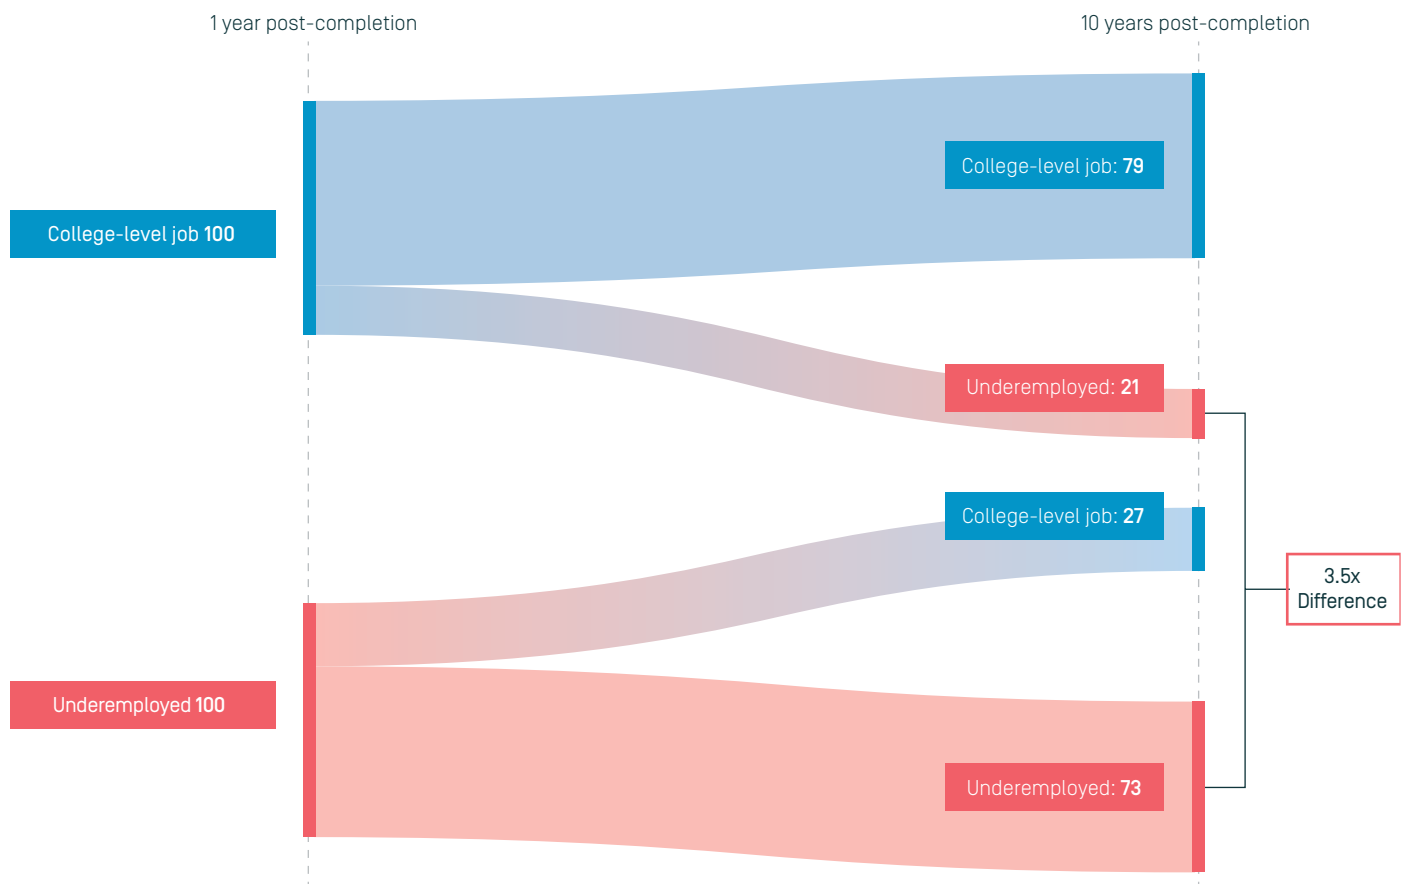 1 year post-completion
10 years post-completion
College-level job: 79
College-level job 100
Underemployed: 21
College-level job: 27
3.5x
Difference
Underemployed 100
Underemployed: 73